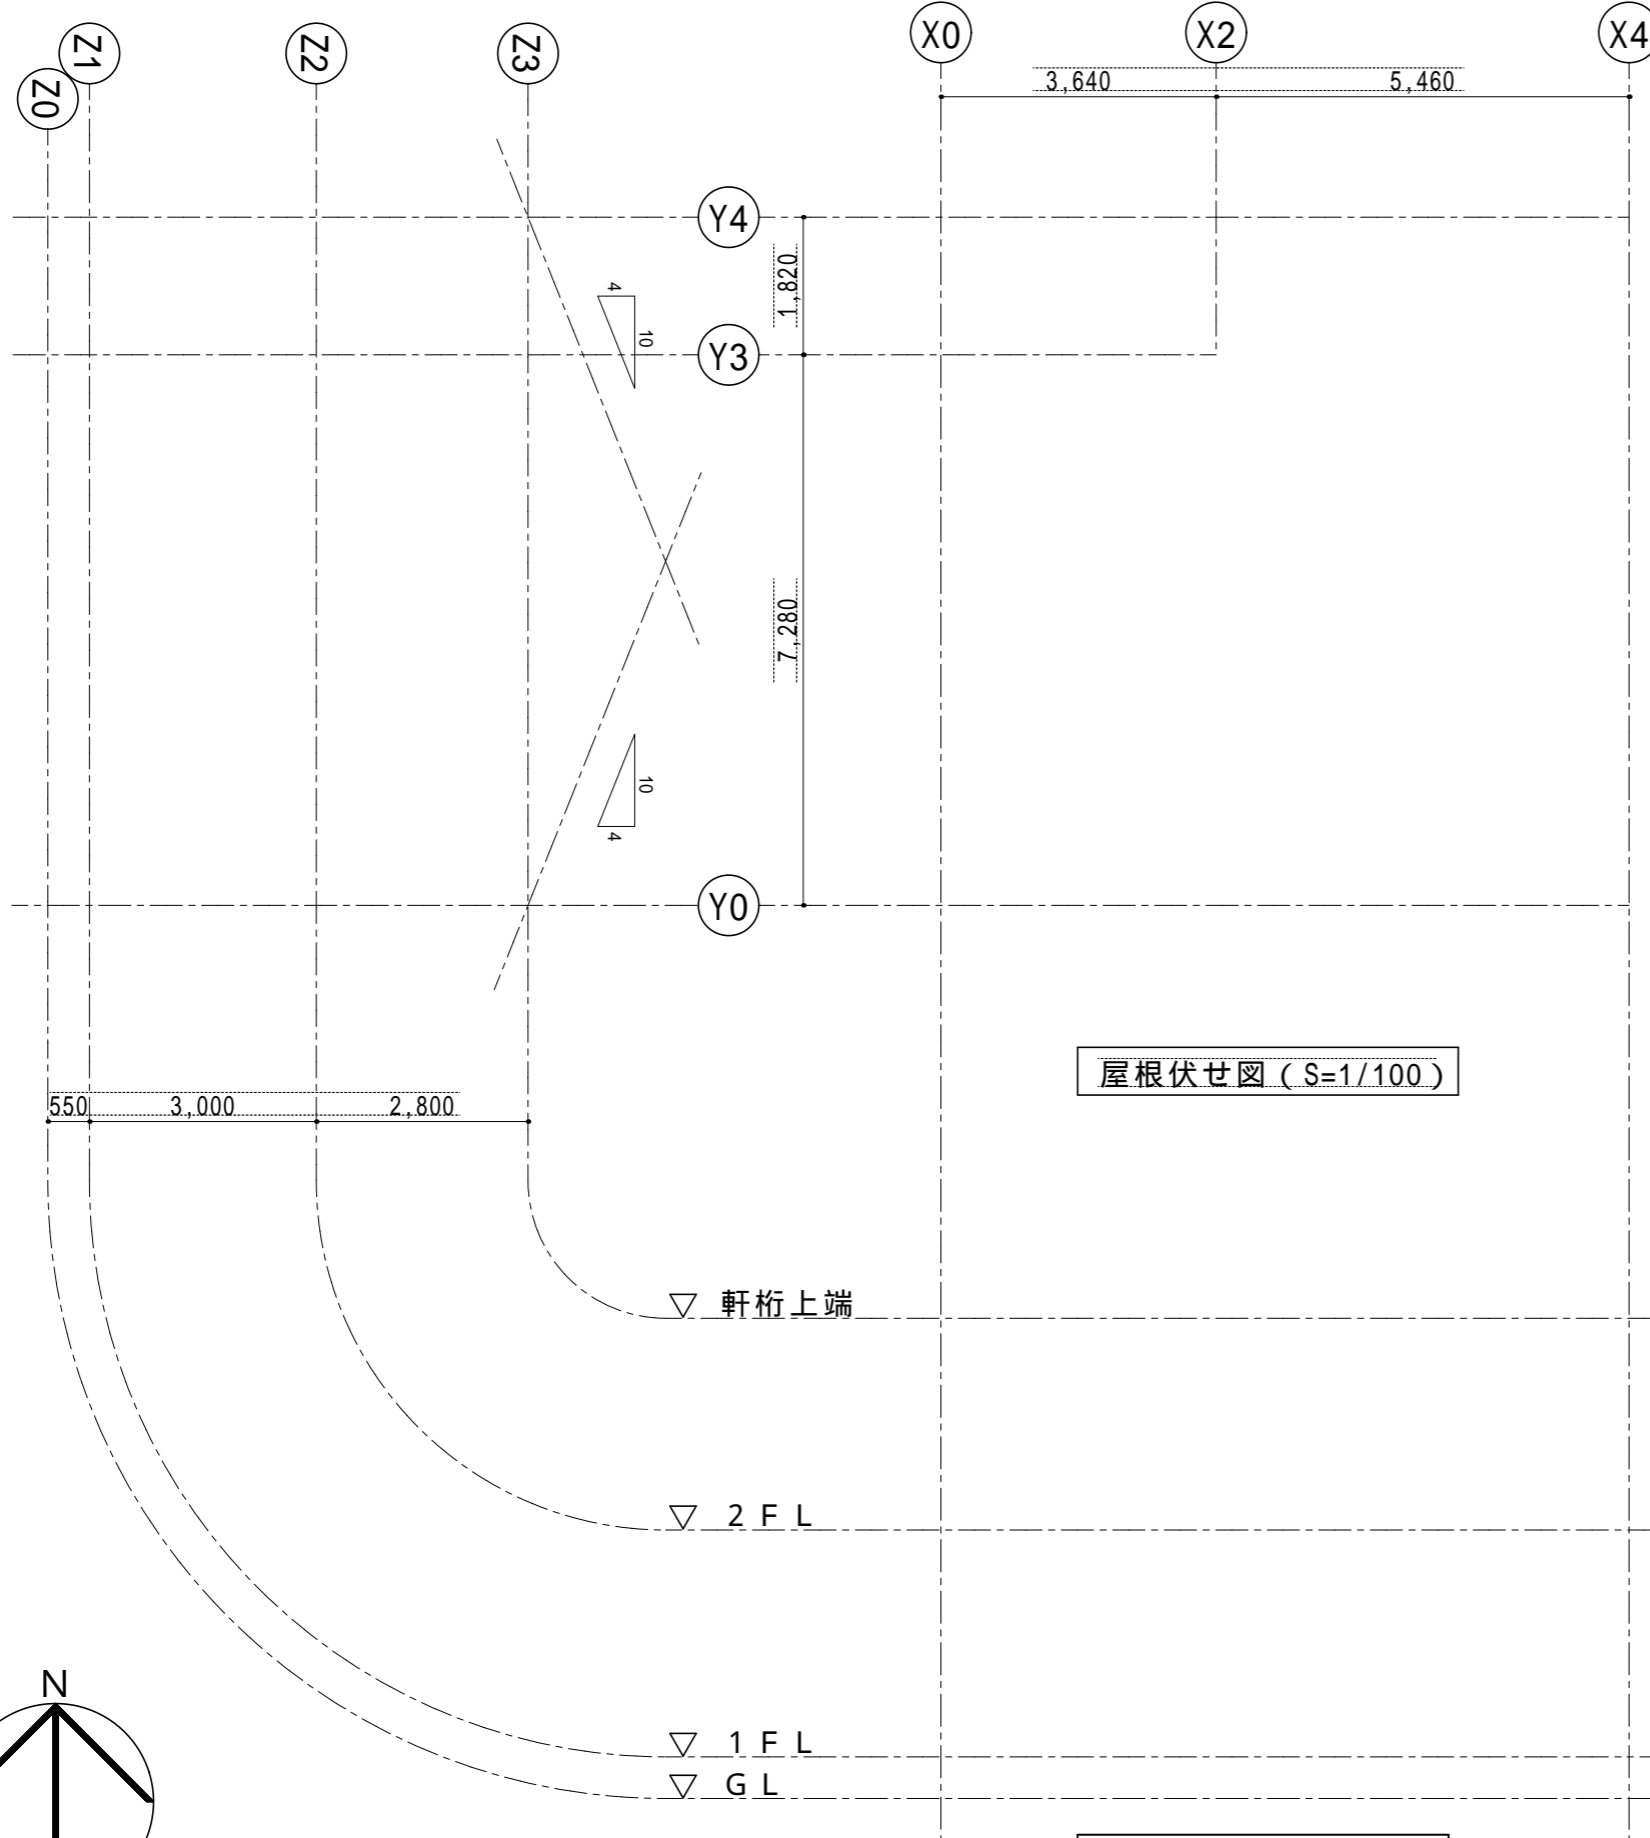 X0
X2
X4
Z1
Z2
Z3
Z0
3,640
5,460
Y4
1,820
4
10
Y3
7,280
10
4
Y0
屋根伏せ図（S=1/100）
550
3,000
2,800
▽ 軒桁上端
▽ 2FL
N
▽ 1FL
▽ GL